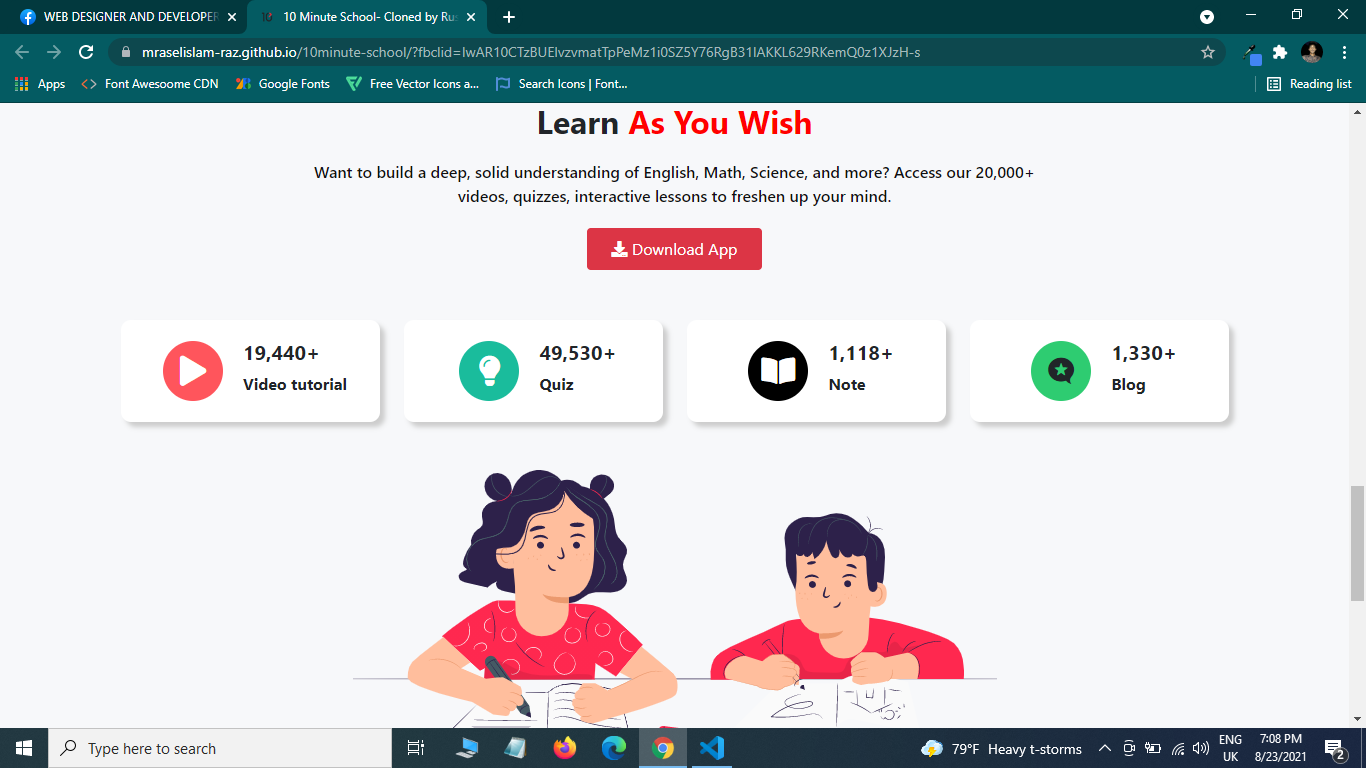 WEB DESIGNER AND DEVELOPER
10 Minute School- Cloned by Rus
mraselislam-raz.github.io/10minute-school/?fbclid=IwAR10CTzBUElvzvmatTpPeMz1i0SZ5Y76RgB31IAKKL629RKemQ0z1XJzH-s
Apps
Font Awesoome CDN
Google Fonts
Free Vector Icons a...
Search Icons | Font...
Reading list
Learn As You Wish
Want to build a deep, solid understanding of English, Math, Science, and more? Access our 20,000+
videos, quizzes, interactive lessons to freshen up your mind.
Download App
19,440+
Video tutorial
49,530+
Quiz
1,118+
Note
1,330+
Blog
Type here to search
79°F Heavy t-storms
ENG
UK
7:08 PM
8/23/2021
2